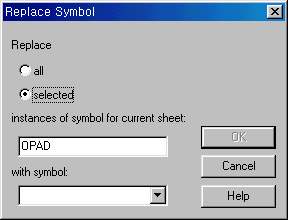 Replace Symbol
Replace
all
selected
instances of symbol for current sheet:
OPAD
OK
with symbol:
Cancel
Help